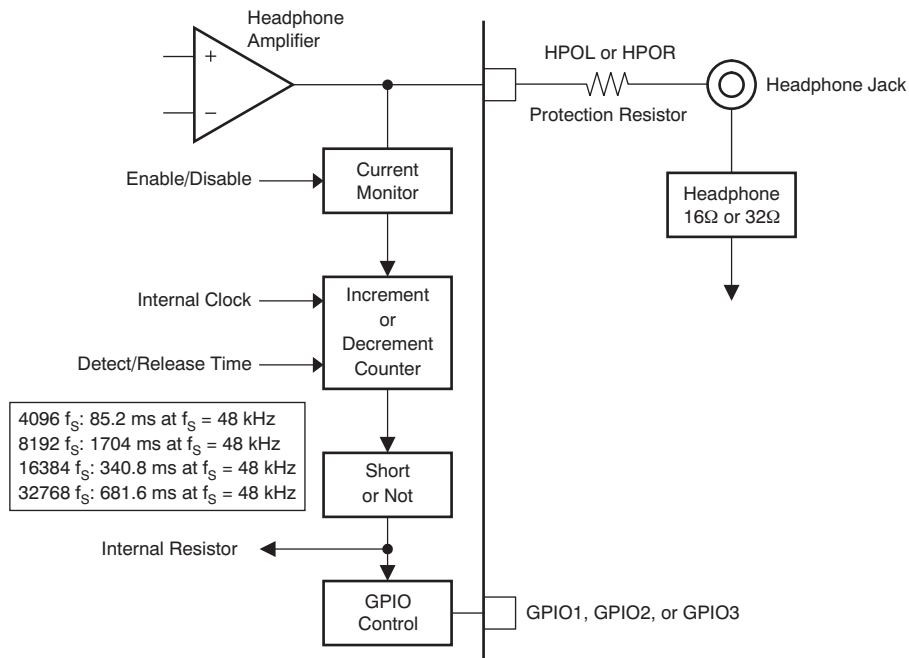 Headphone
Amplifier
+
−
HPOL or HPOR
Protection Resistor
Headphone Jack
Enable/Disable
Current
Monitor
Headphone
16Ω or 32Ω
Internal Clock
Detect/Release Time
Increment
or
Decrement
Counter
4096 fS: 85.2 ms at fS = 48 kHz
8192 fS: 1704 ms at fS = 48 kHz
16384 fS: 340.8 ms at fS = 48 kHz
32768 fS: 681.6 ms at fS = 48 kHz
Short
or Not
Internal Resistor
GPIO
Control
GPIO1, GPIO2, or GPIO3